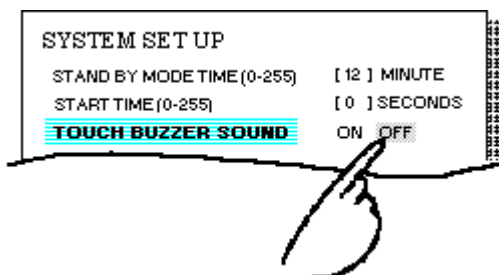 SYSTEM SET UP
STAND BY MODE TIME (0-255) [ 12 ] MINUTE
START TIME (0-255) [ 0 ] SECONDS
TOUCH BUZZER SOUND ON OFF